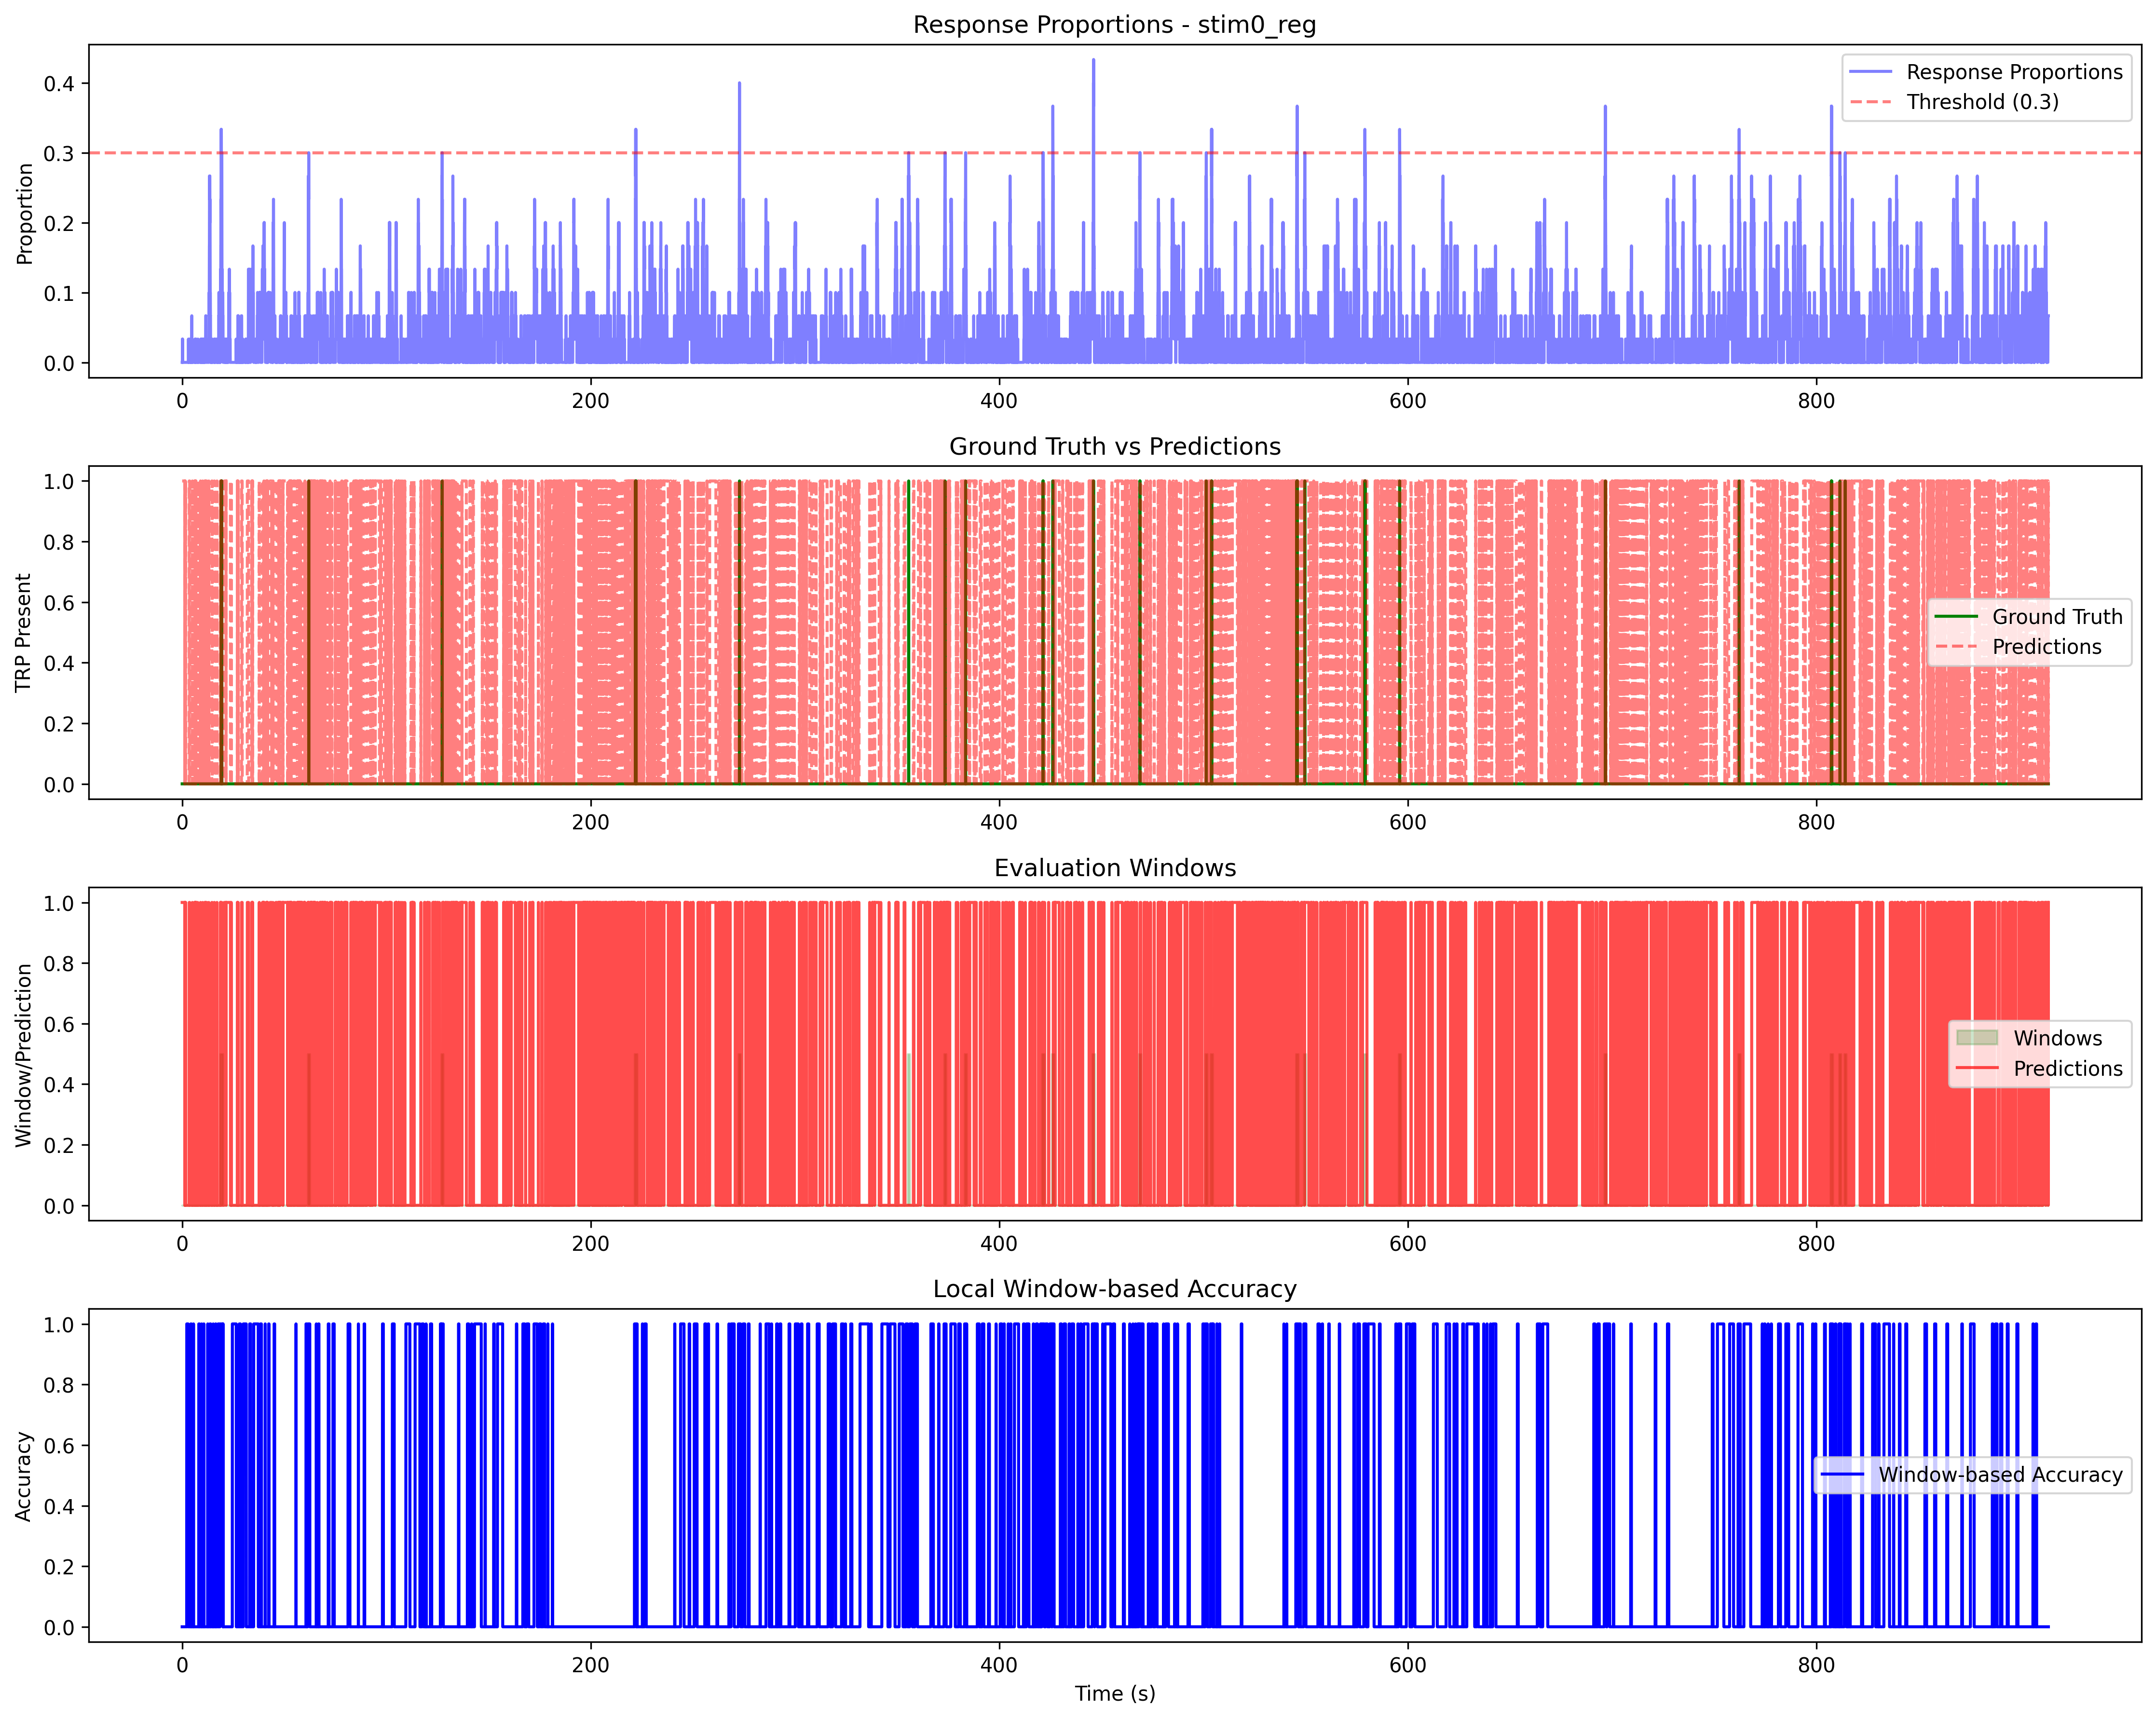 Response Proportions - stim0_reg
Proportion
0.4
0.3
0.2
0.1
0.0
Response Proportions
Threshold (0.3)
0 200 400 600 800
Ground Truth vs Predictions
TRP Present
1.0
0.8
0.6
0.4
0.2
0.0
Ground Truth
Predictions
0 200 400 600 800
Evaluation Windows
Window/Prediction
1.0
0.8
0.6
0.4
0.2
0.0
Windows
Predictions
0 200 400 600 800
Local Window-based Accuracy
Accuracy
1.0
0.8
0.6
0.4
0.2
0.0
Window-based Accuracy
0 200 400 600 800
Time (s)